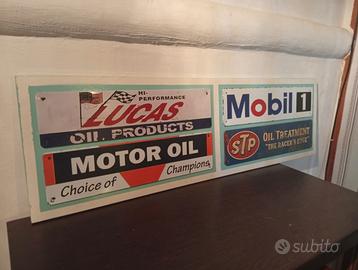 HI-
PERFORMANCE
LUCAS
OIL PRODUCTS
MOTOR OIL
Choice of Champions
Mobil 1
STP
OIL TREATMENT
"THE RACER'S EDGE"
subito